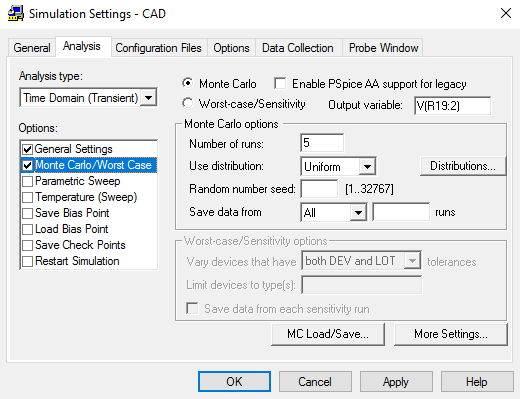 Simulation Settings - CAD
General Analysis Configuration Files Options Data Collection Probe Window
Analysis type:
Time Domain (Transient)
Options:
General Settings
Monte Carlo/Worst Case
Parametric Sweep
Temperature (Sweep)
Save Bias Point
Load Bias Point
Save Check Points
Restart Simulation
Monte Carlo Enable PSpice AA support for legacy
Worst-case/Sensitivity Output variable: V(R19:2)
Monte Carlo options
Number of runs: 5
Use distribution: Uniform Distributions...
Random number seed: [1..32767]
Save data from All runs
Worst-case/Sensitivity options
Vary devices that have both DEV and LOT tolerances
Limit devices to type(s):
Save data from each sensitivity run
MC Load/Save... More Settings...
OK Cancel Apply Help